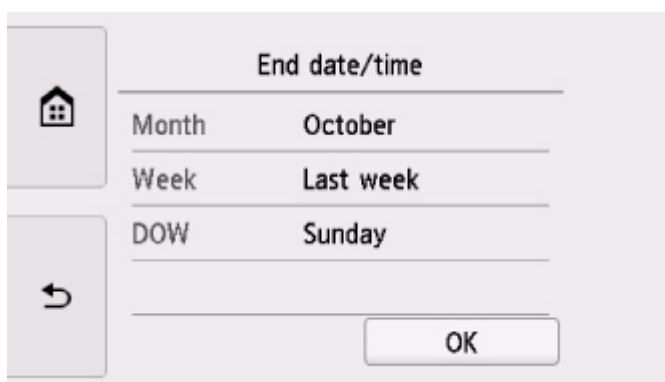 End date/time
Month October
Week Last week
DOW Sunday
OK